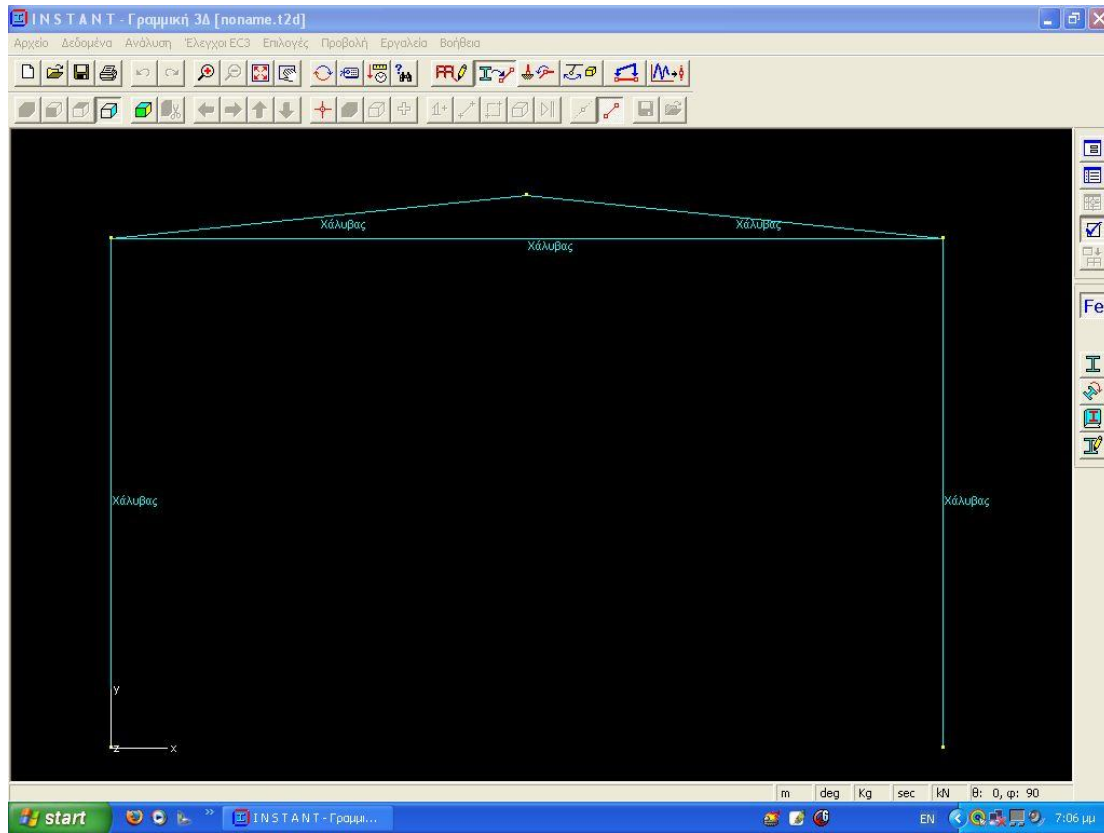 INSTANT - Γραμμική 3Δ [noname.t2d]
Αρχείο Δεδομένα Ανάλυση Έλεγχοι EC3 Επιλογές Προβολή Εργαλεία Βοήθεια
Χάλυβας Χάλυβας
Χάλυβας
Fe
Χάλυβας Χάλυβας
y
z x
m deg Kg sec kN θ: 0, φ: 90
start INSTANT - Γραμμι... EN 7:06 μμ